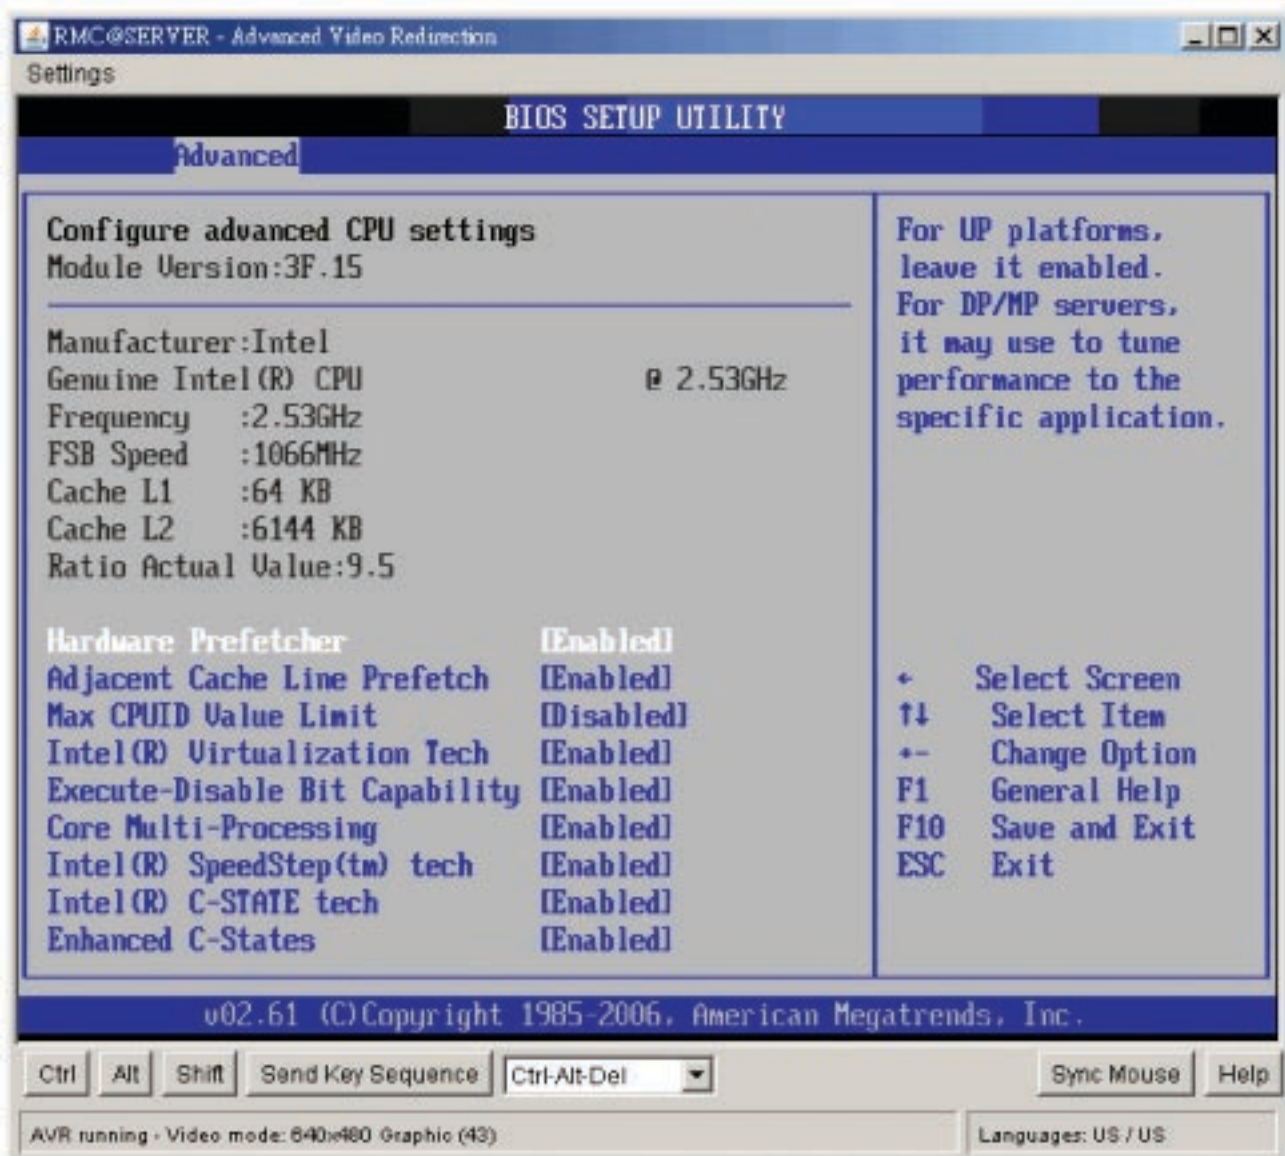 RMC@SERVER - Advanced Video Redirection
Settings
BIOS SETUP UTILITY
Advanced
Configure advanced CPU settings
Module Version:3F.15
Manufacturer:Intel
Genuine Intel(R) CPU @ 2.53GHz
Frequency :2.53GHz
FSB Speed :1066MHz
Cache L1 :64 KB
Cache L2 :6144 KB
Ratio Actual Value:9.5
Hardware Prefetcher [Enabled]
Adjacent Cache Line Prefetch [Enabled]
Max CPUID Value Limit [Disabled]
Intel(R) Virtualization Tech [Enabled]
Execute-Disable Bit Capability [Enabled]
Core Multi-Processing [Enabled]
Intel(R) SpeedStep(tm) tech [Enabled]
Intel(R) C-STATE tech [Enabled]
Enhanced C-States [Enabled]
For UP platforms,
leave it enabled.
For DP/MP servers,
it may use to tune
performance to the
specific application.
← Select Screen
↑↓ Select Item
+- Change Option
F1 General Help
F10 Save and Exit
ESC Exit
v02.61 (C)Copyright 1985-2006, American Megatrends, Inc.
Ctrl Alt Shift Send Key Sequence Ctrl-Alt-Del Sync Mouse Help
AVR running - Video mode: 640x480 Graphic (43) Languages: US / US